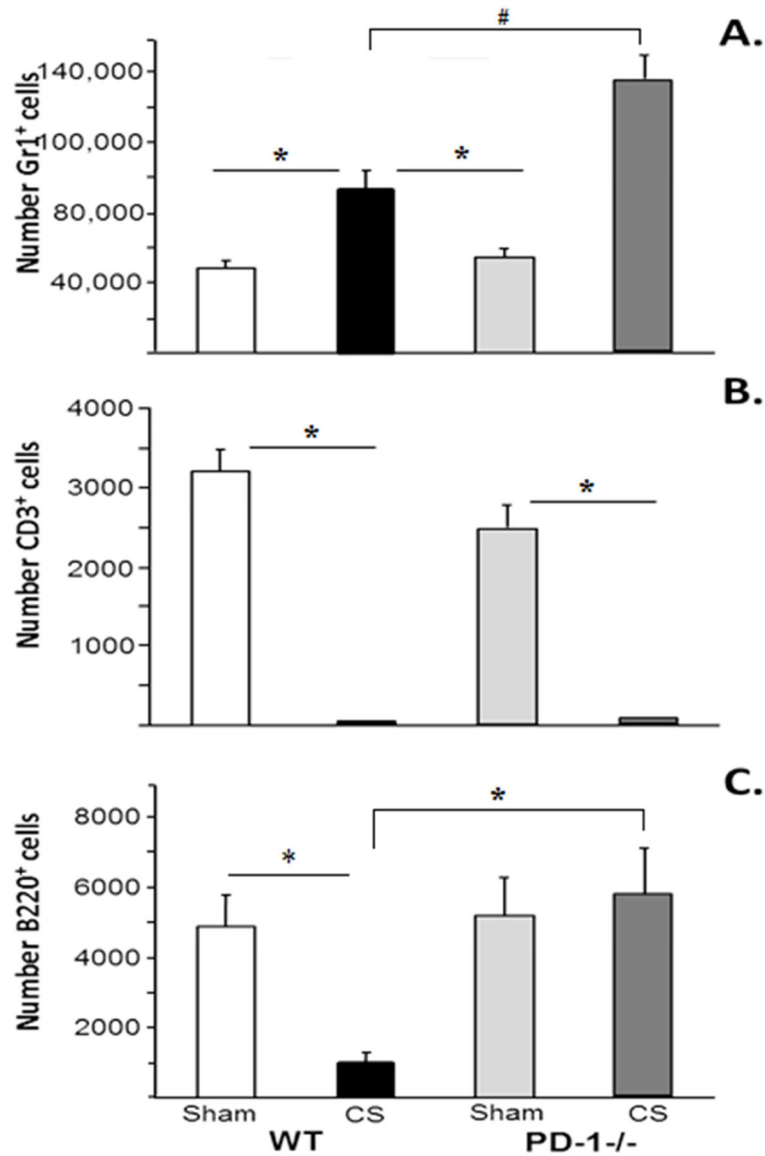 #
A.
140,000
100,000
80,000
40,000
Number Gr1⁺ cells
*
*
B.
4000
3000
2000
1000
Number CD3⁺ cells
*
*
C.
8000
6000
4000
2000
Number B220⁺ cells
*
*
Sham CS Sham CS
WT PD-1-/-